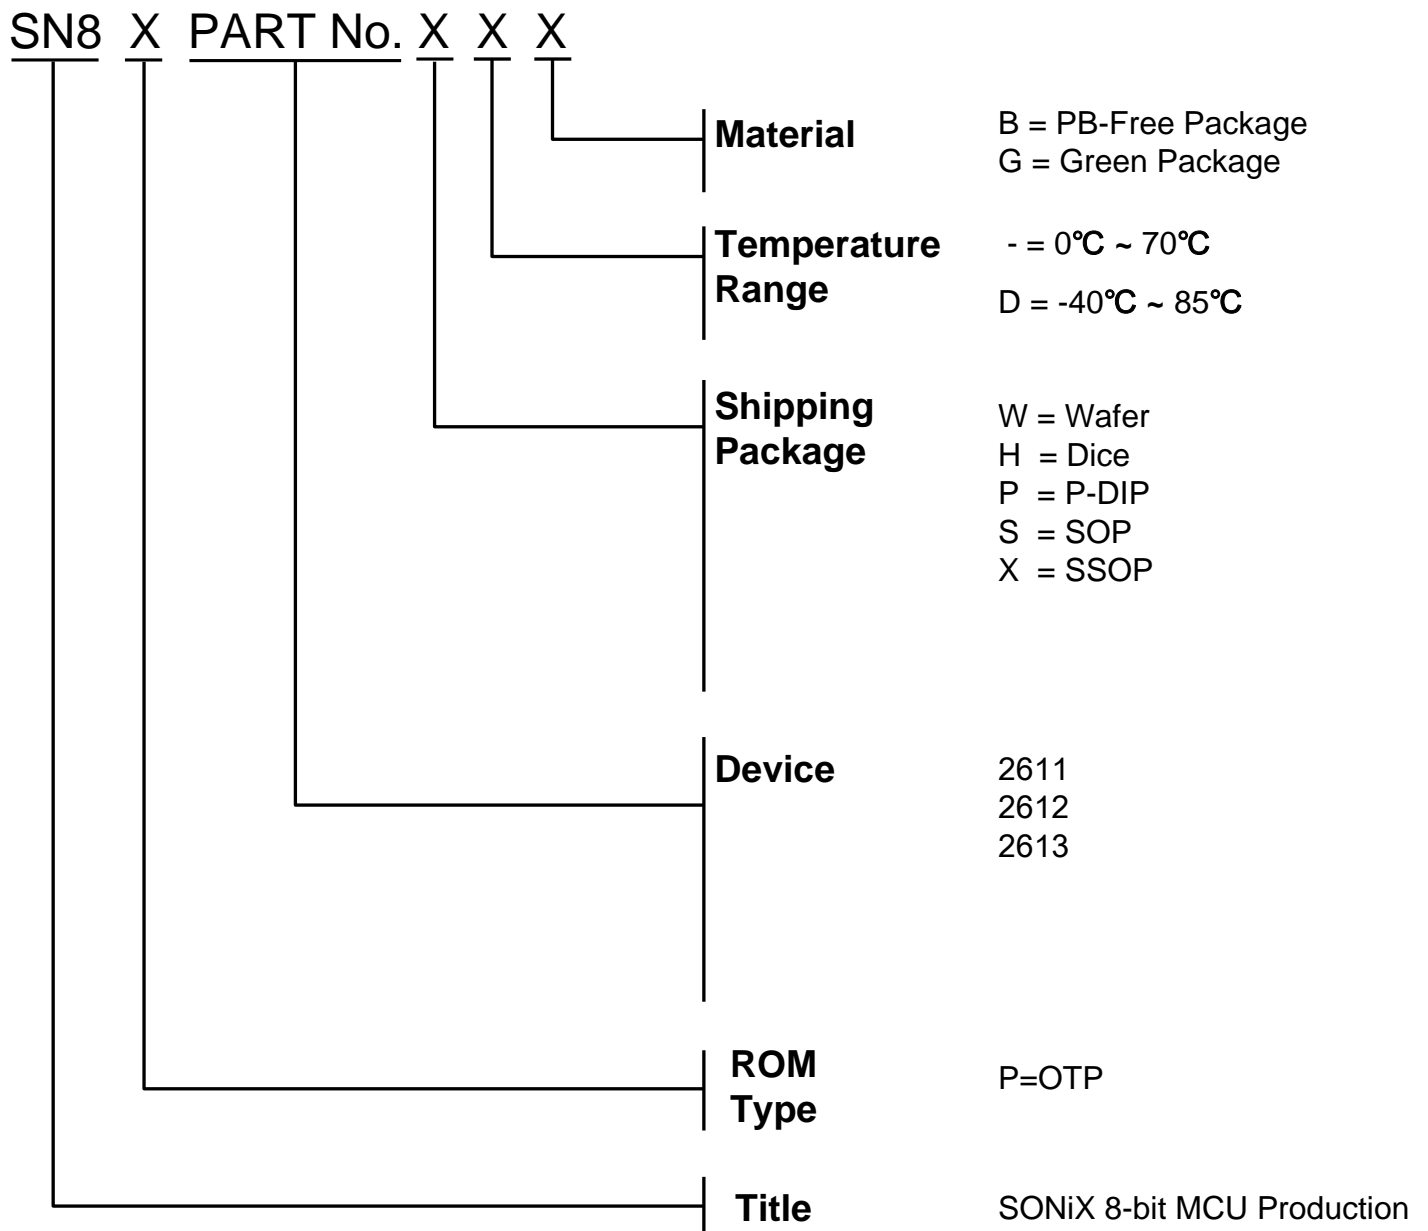 SN8 X PART No. X X X
Material
B = PB-Free Package
G = Green Package
Temperature
Range
- = 0℃ ~ 70℃
D = -40℃ ~ 85℃
Shipping
Package
W = Wafer
H = Dice
P = P-DIP
S = SOP
X = SSOP
Device
2611
2612
2613
ROM
Type
P=OTP
Title
SONiX 8-bit MCU Production